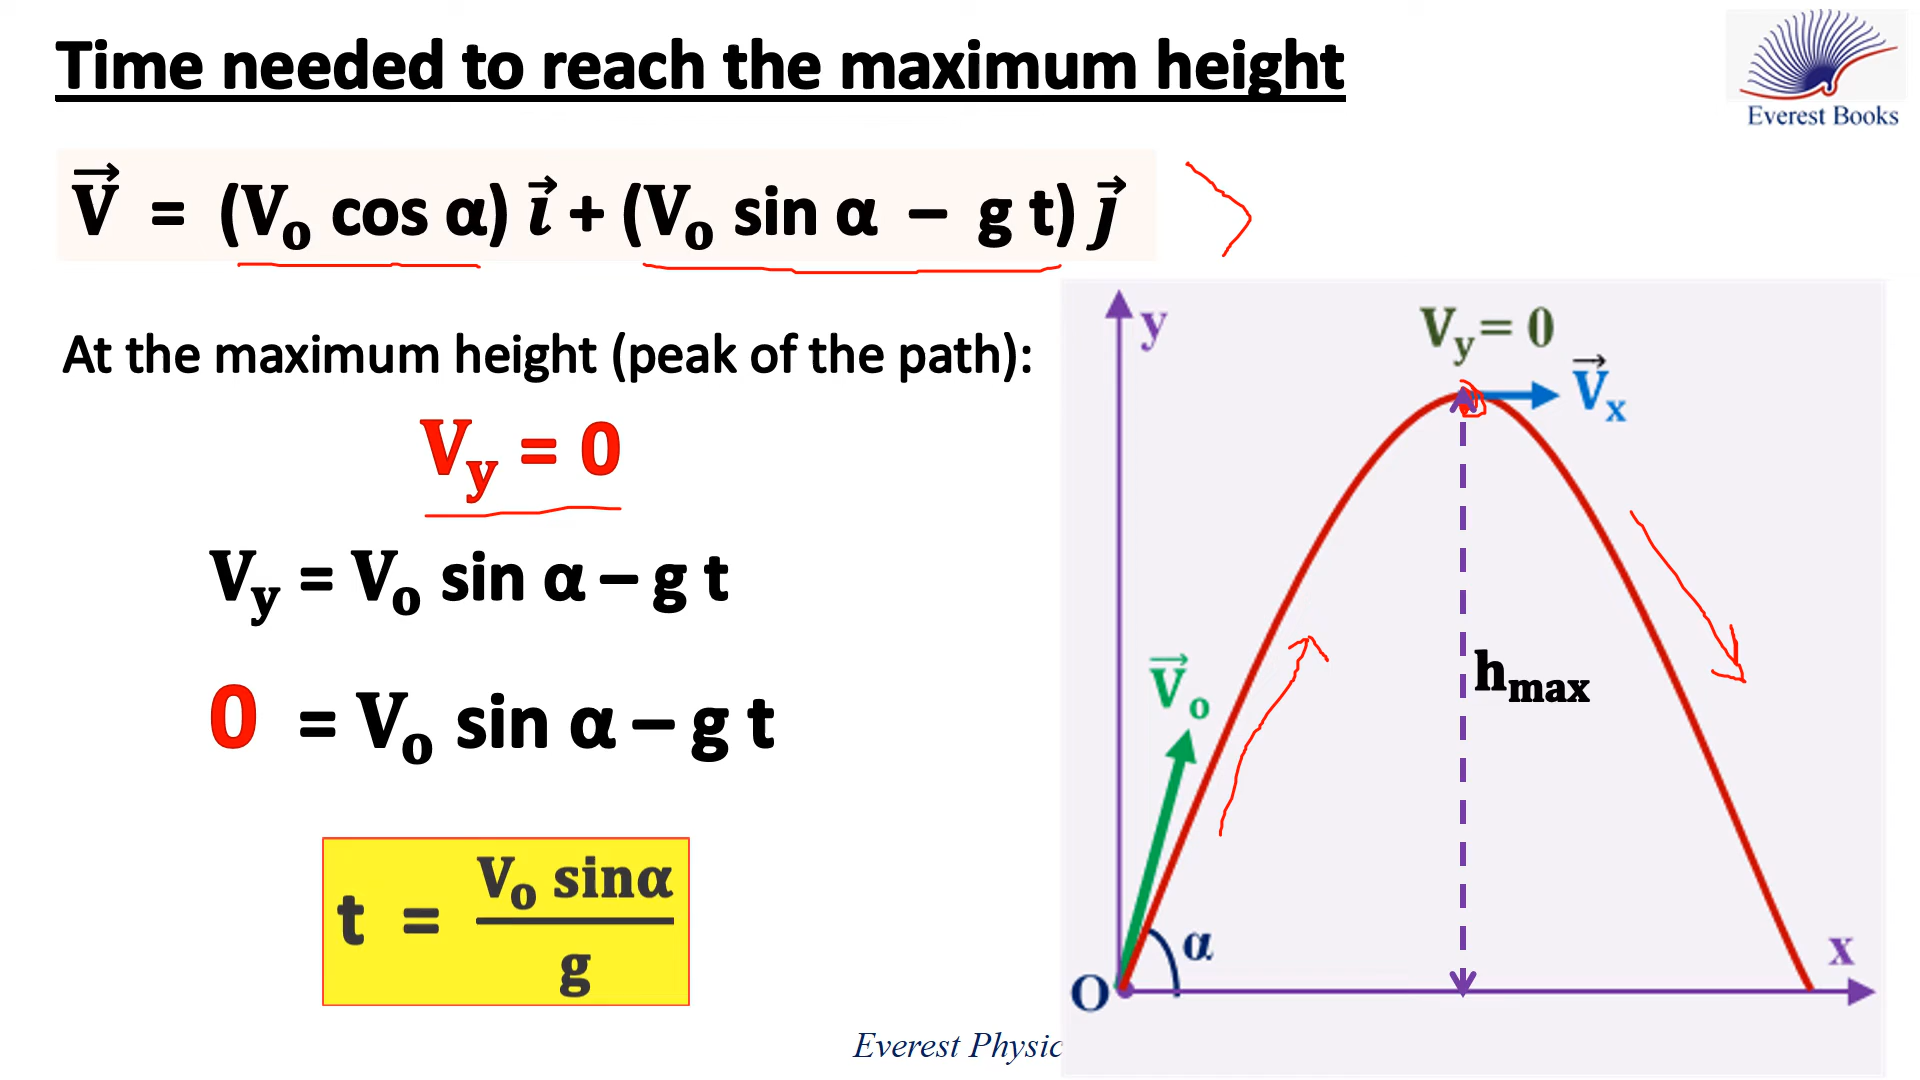 Time needed to reach the maximum height
Everest Books
V⃗ = (V₀ cos α) i⃗ + (V₀ sin α – g t) j⃗
At the maximum height (peak of the path):
Vy = 0
Vy = V₀ sin α – g t
0 = V₀ sin α – g t
t = V₀ sinα / g
y
Vy = 0
V⃗x
V⃗₀
hmax
α
x
O
Everest Physic